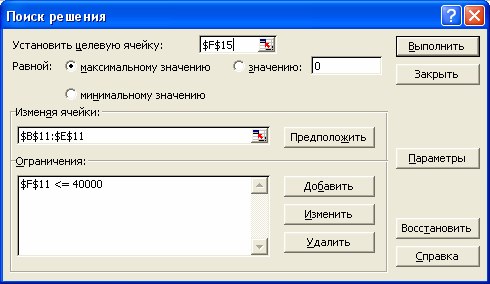 Поиск решения
Установить целевую ячейку: $F$15
Выполнить
Равной: максимальному значению значению: 0
Закрыть
минимальному значению
Изменяя ячейки:
$B$11:$E$11
Предположить
Параметры
Ограничения:
$F$11 <= 40000
Добавить
Изменить
Удалить
Восстановить
Справка